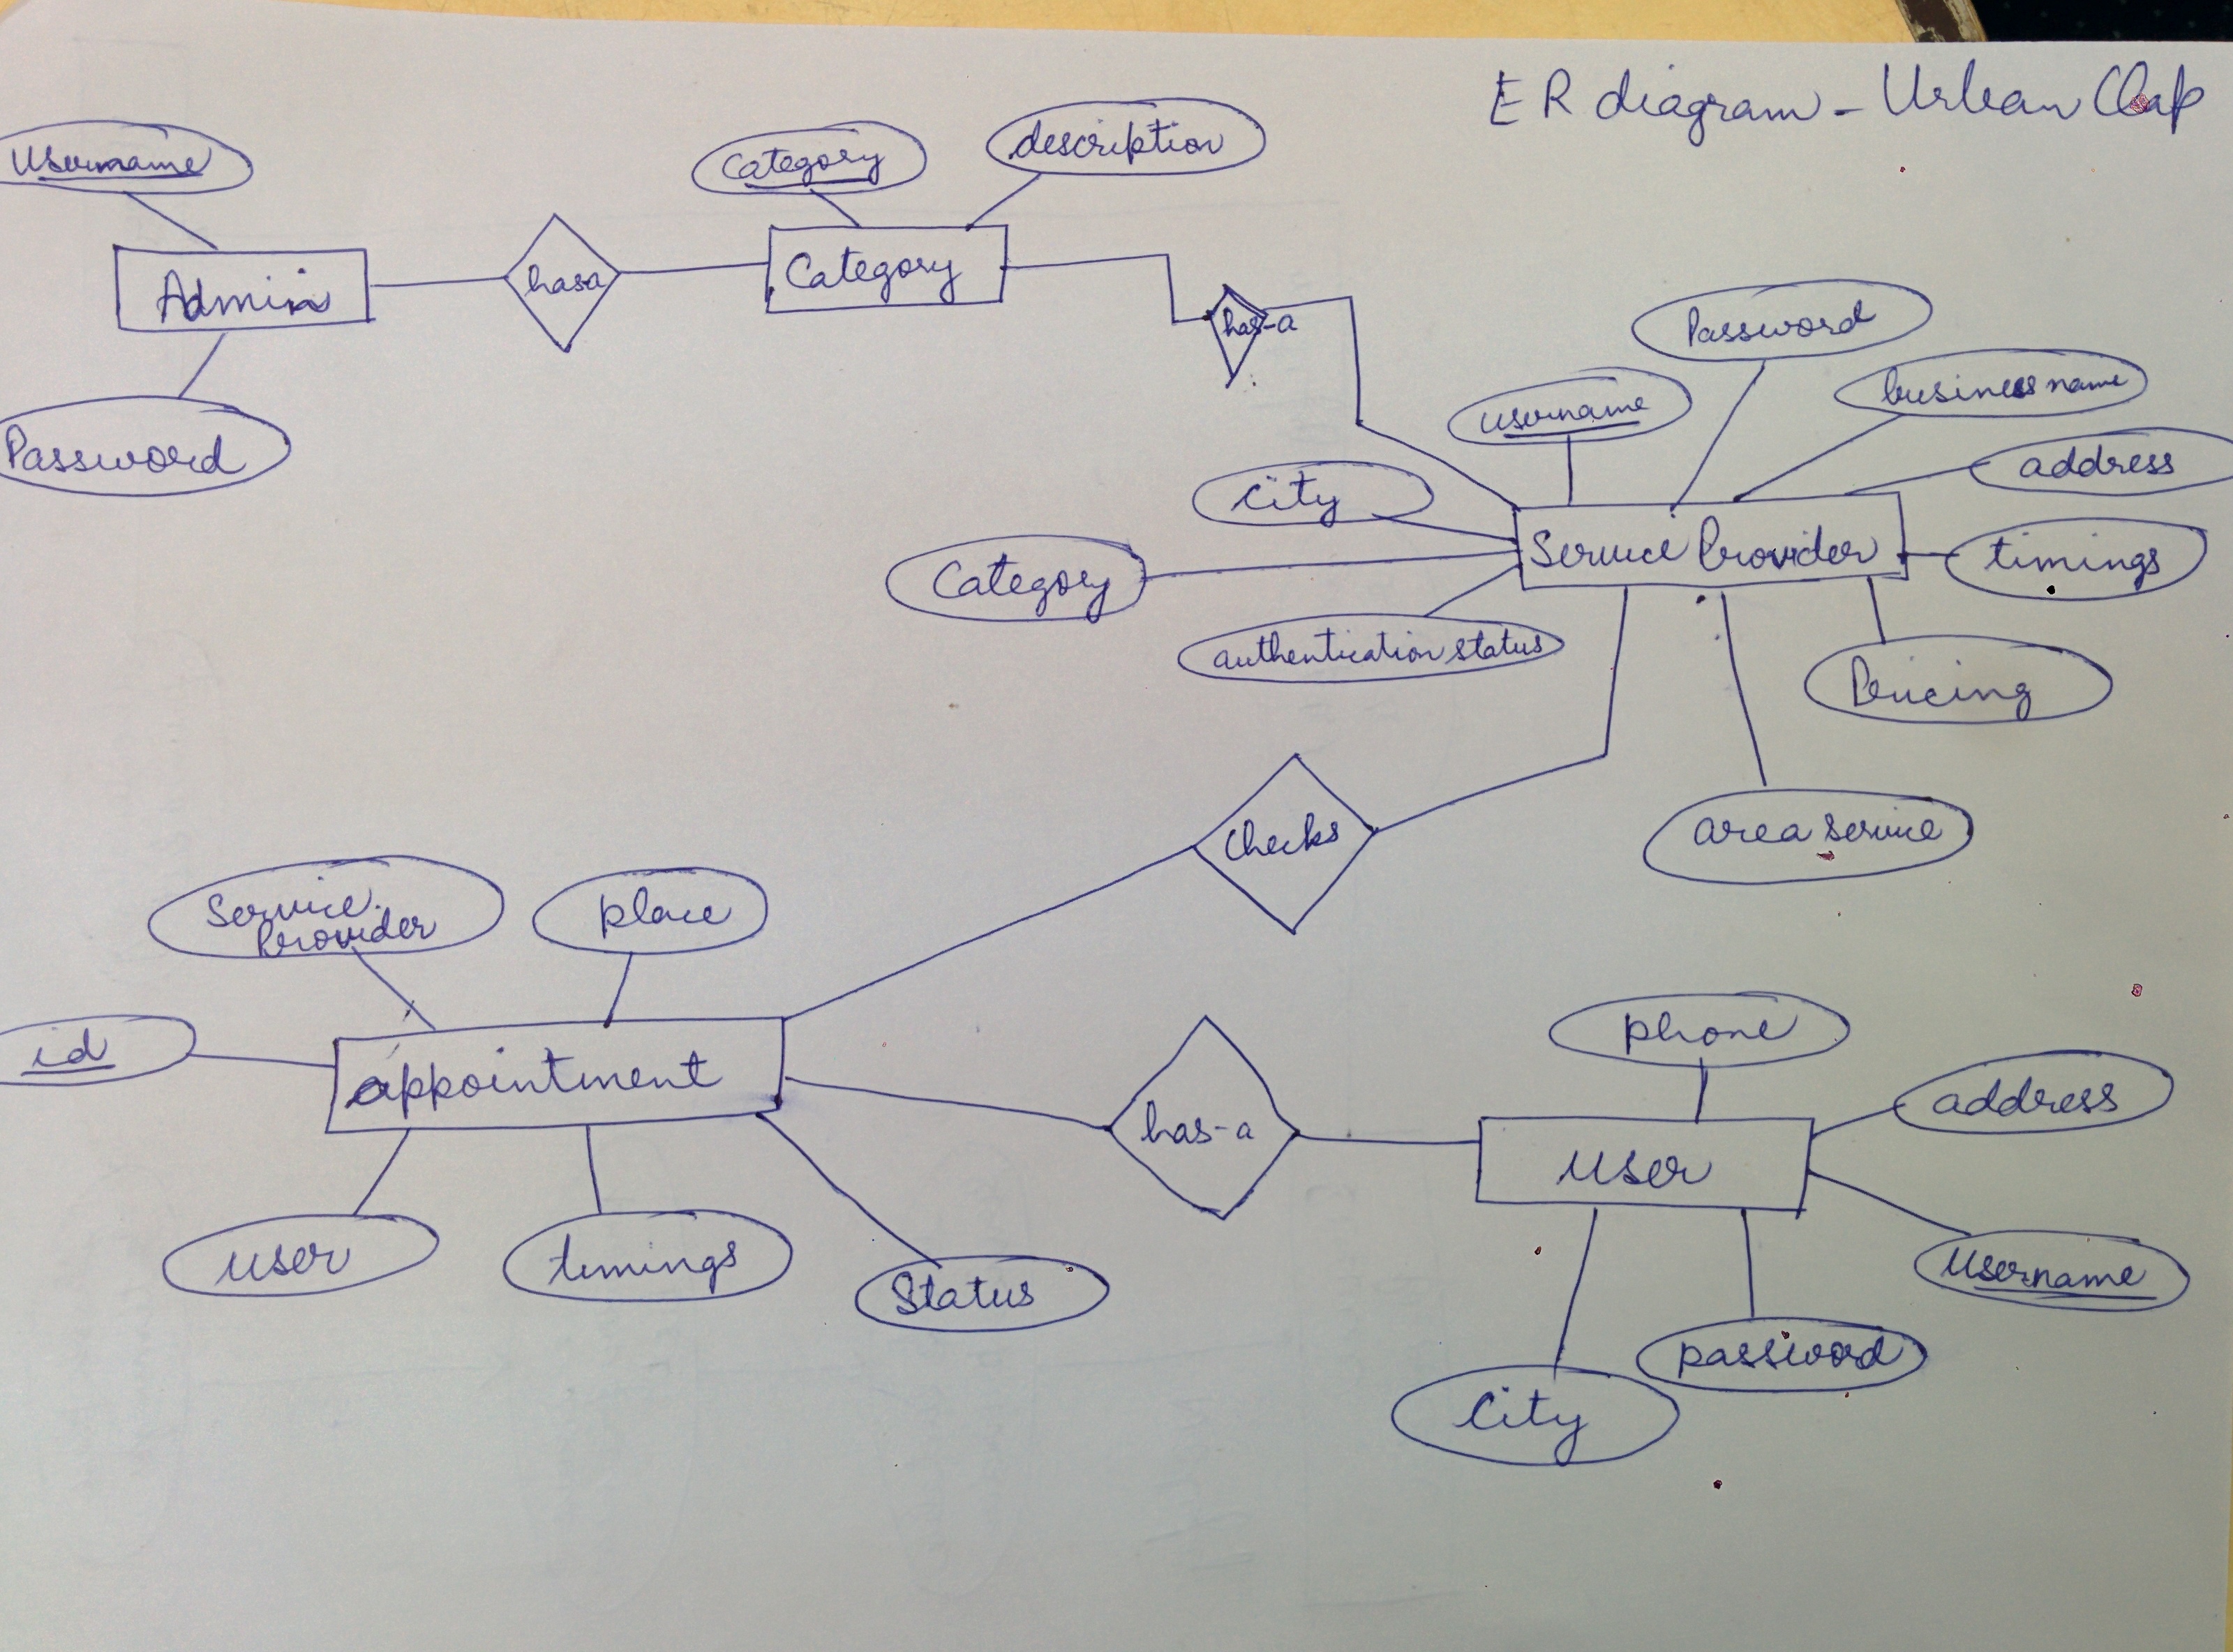 ER diagram - Urban Clap
Username
category
description
Admin
hasa
Category
has-a
Password
Password
username
business name
city
address
Service Provider
timings
Category
authentication status
Pricing
Checks
area service
Service
Provider
place
id
appointment
phone
has-a
address
user
user
timings
Status
Username
password
City